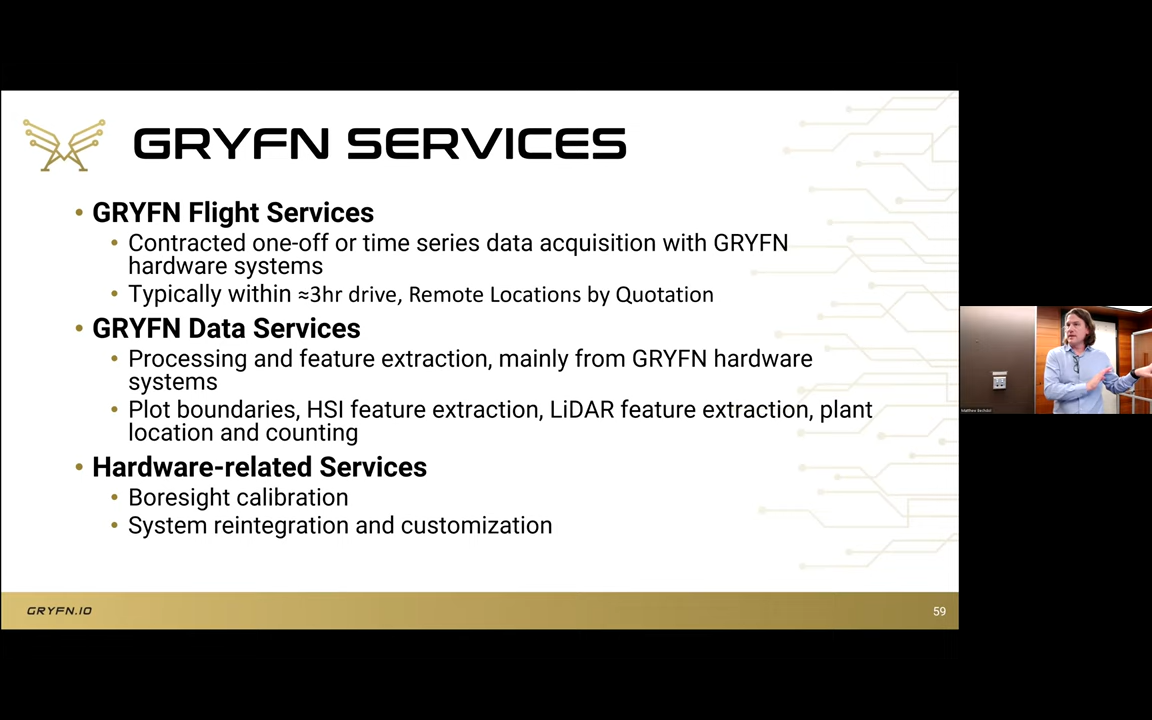 GRYFN SERVICES
• GRYFN Flight Services
• Contracted one-off or time series data acquisition with GRYFN
hardware systems
• Typically within ≈3hr drive, Remote Locations by Quotation
• GRYFN Data Services
• Processing and feature extraction, mainly from GRYFN hardware
systems
• Plot boundaries, HSI feature extraction, LiDAR feature extraction, plant
location and counting
• Hardware-related Services
• Boresight calibration
• System reintegration and customization
GRYFN.IO
59